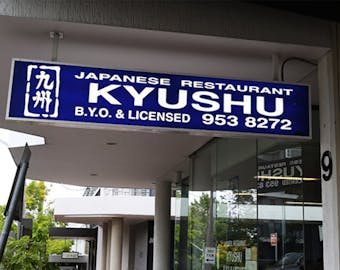 九州
JAPANESE RESTAURANT
KYUSHU
B.Y.O. & LICENSED 953 8272
9